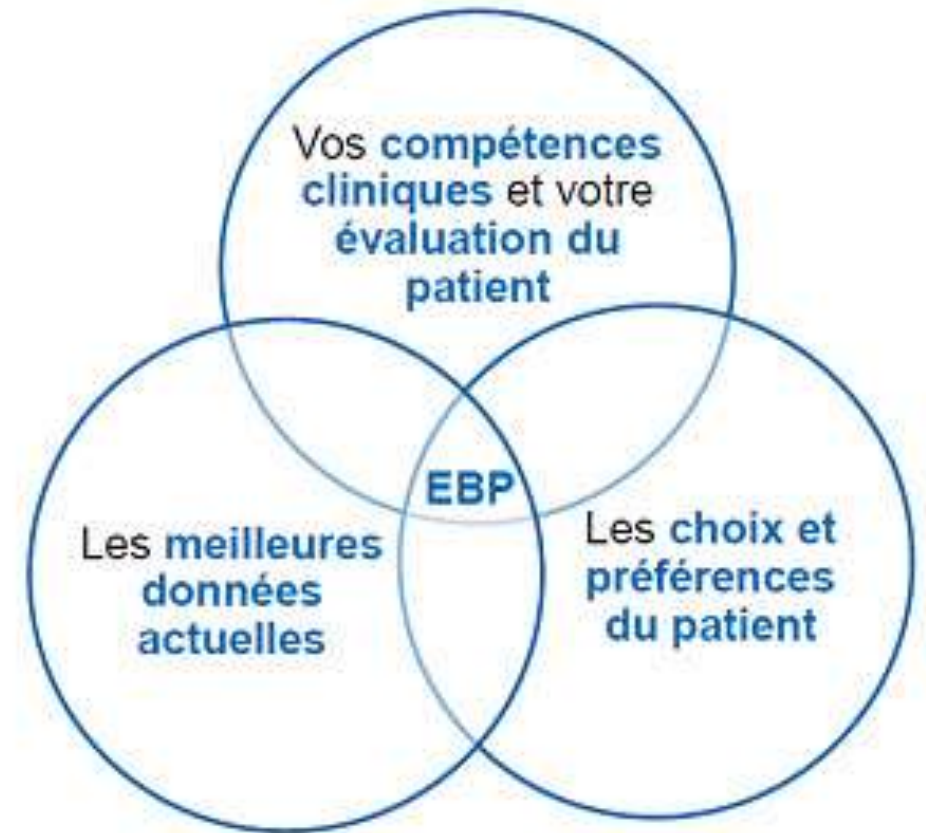 Vos compétences
cliniques et votre
évaluation du
patient
EBP
Les meilleures
données
actuelles
Les choix et
préférences
du patient